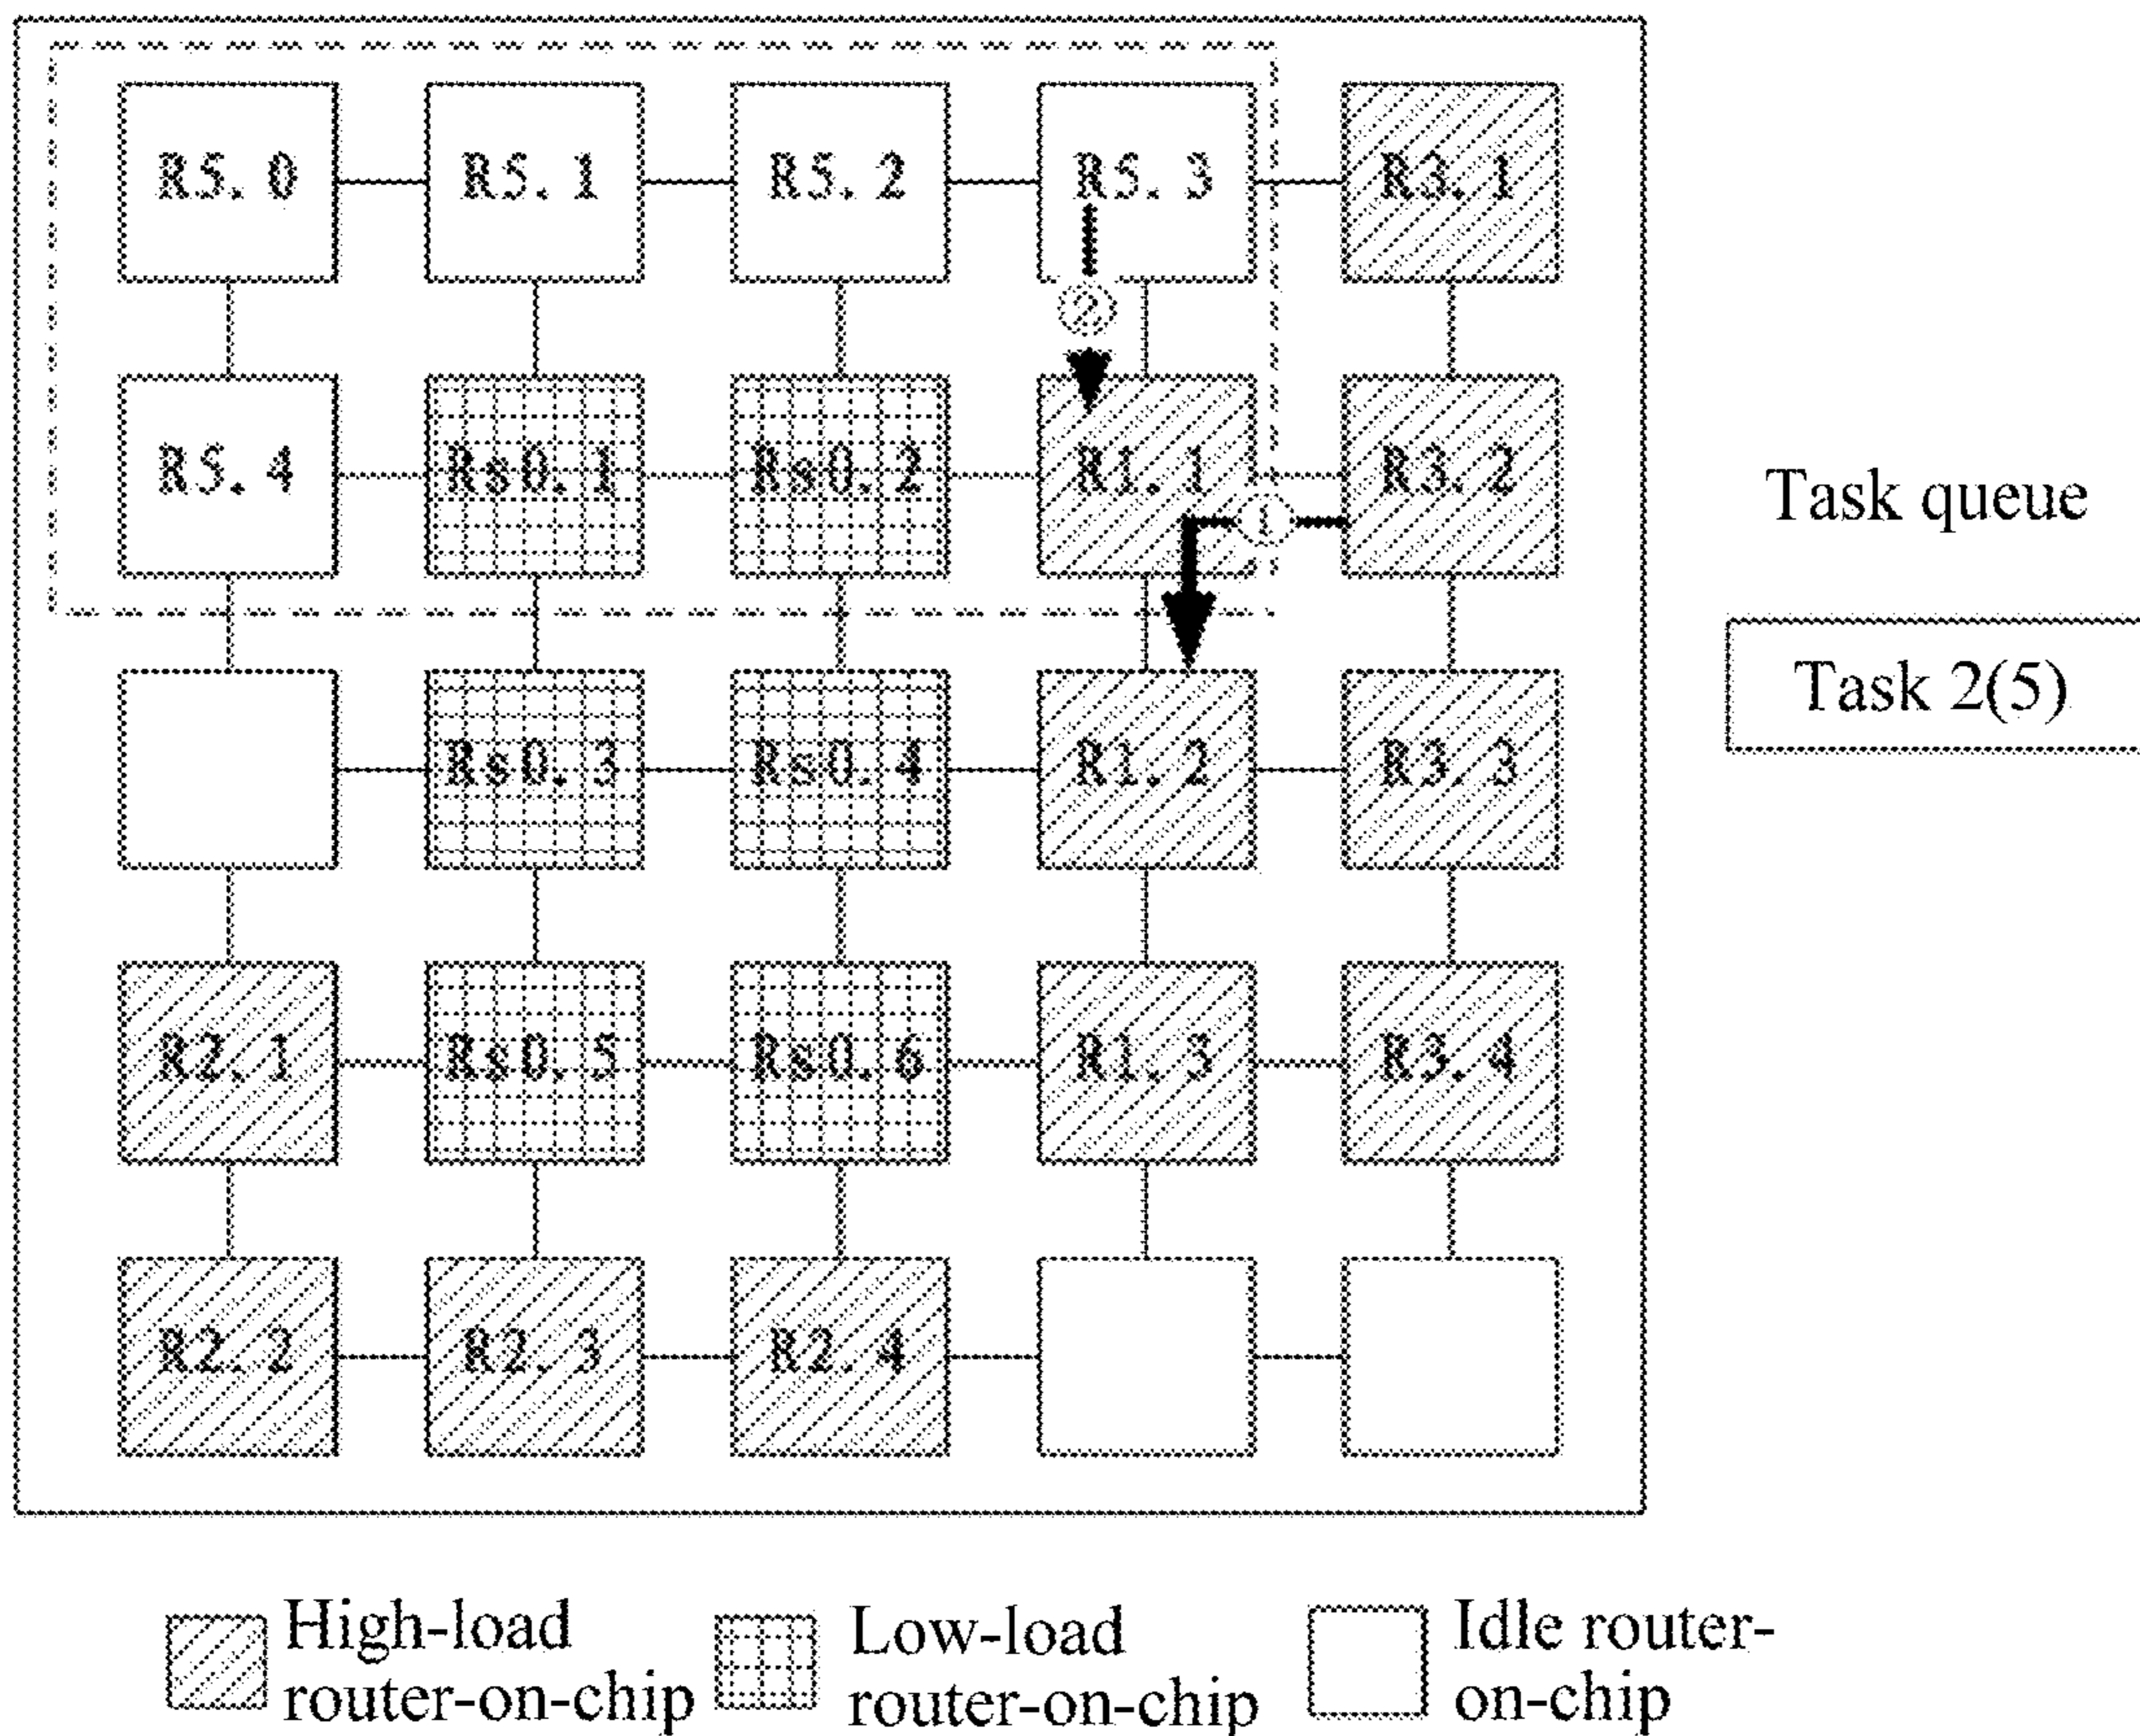 R5.0 R5.1 R5.2 R5.3 R3.1
②
R5.4 Rs0.1 Rs0.2 R1.1 R3.2
①
Task queue
Task 2(5)
Rs0.3 Rs0.4 R1.2 R3.3
R2.1 Rs0.5 Rs0.6 R1.3 R3.4
R2.2 R2.3 R2.4
High-load
router-on-chip
Low-load
router-on-chip
Idle router-
on-chip